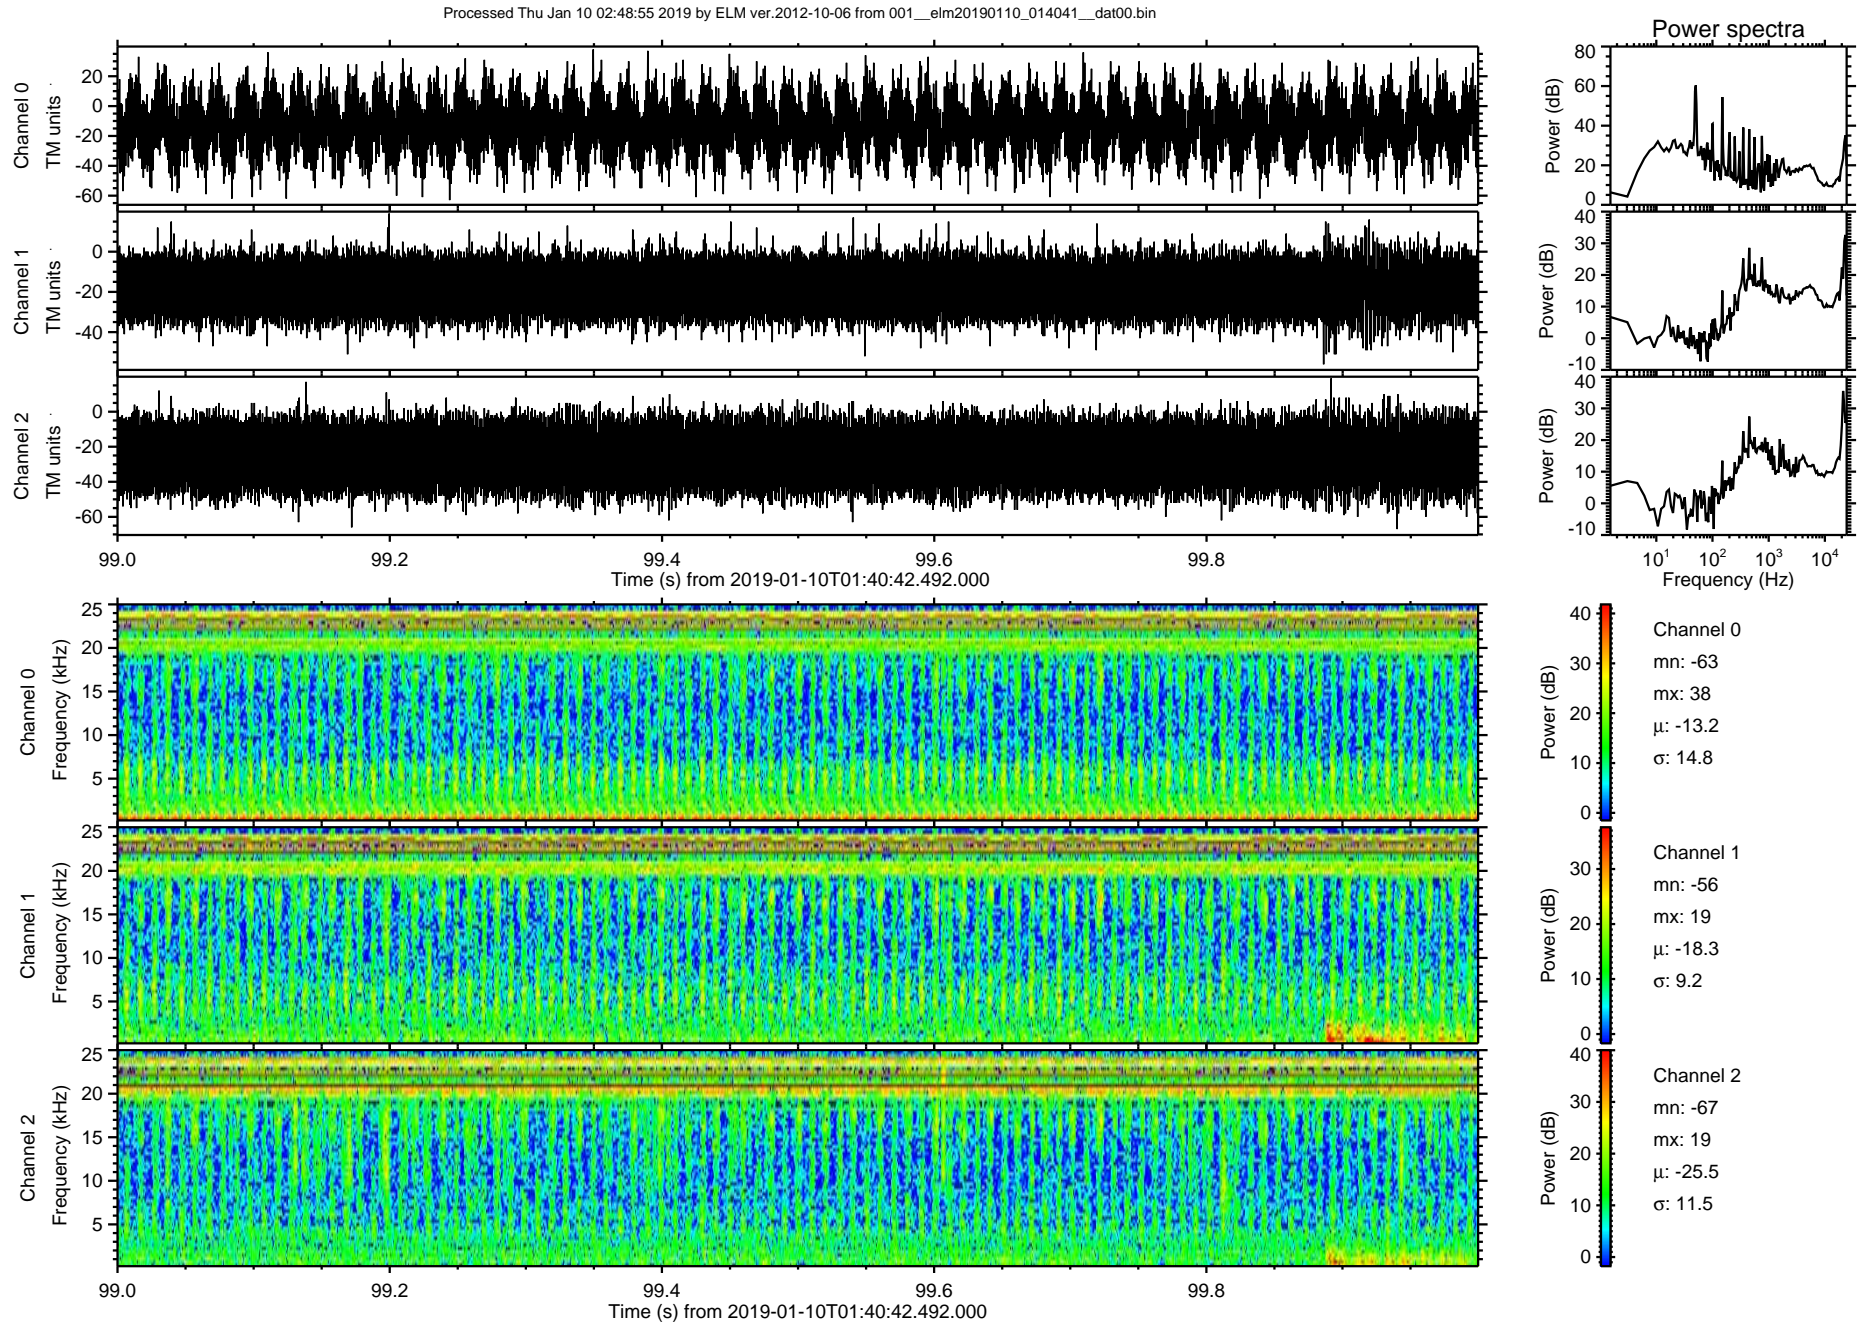 Processed Thu Jan 10 02:48:55 2019 by ELM ver.2012-10-06 from 001__elm20190110_014041__dat00.bin
Power spectra
Channel 0
TM units
20
0
-20
-40
-60
Power (dB)
80
60
40
20
0
Channel 1
TM units
0
-20
-40
Power (dB)
40
30
20
10
0
-10
Channel 2
TM units
0
-20
-40
-60
Power (dB)
40
30
20
10
0
-10
99.0 99.2 99.4 99.6 99.8
Time (s) from 2019-01-10T01:40:42.492.000
10¹ 10² 10³ 10⁴
Frequency (Hz)
Channel 0
Frequency (kHz)
25
20
15
10
5
Power (dB)
40
30
20
10
0
Channel 0
mn: -63
mx: 38
μ: -13.2
σ: 14.8
Channel 1
Frequency (kHz)
25
20
15
10
5
Power (dB)
30
20
10
0
Channel 1
mn: -56
mx: 19
μ: -18.3
σ: 9.2
Channel 2
Frequency (kHz)
25
20
15
10
5
Power (dB)
40
30
20
10
0
Channel 2
mn: -67
mx: 19
μ: -25.5
σ: 11.5
99.0 99.2 99.4 99.6 99.8
Time (s) from 2019-01-10T01:40:42.492.000